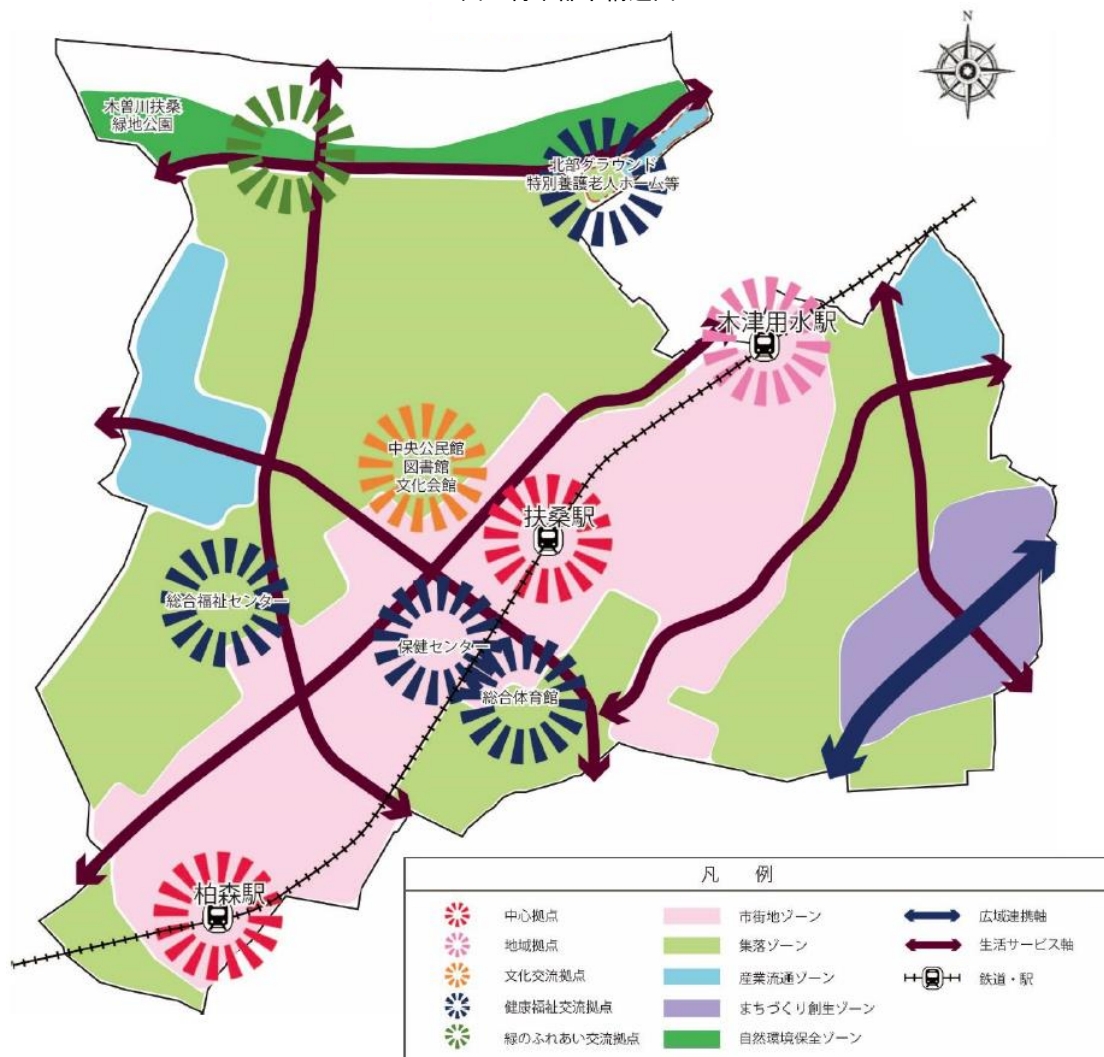 N
木曽川扶桑
緑地公園
北部グラウンド
特別養護老人ホーム等
木津用水駅
中央公民館
図書館
文化会館
扶桑駅
総合福祉センター
保健センター
総合体育館
柏森駅
凡 例
中心拠点
地域拠点
文化交流拠点
健康福祉交流拠点
緑のふれあい交流拠点
市街地ゾーン
集落ゾーン
産業流通ゾーン
まちづくり創生ゾーン
自然環境保全ゾーン
広域連携軸
生活サービス軸
鉄道・駅